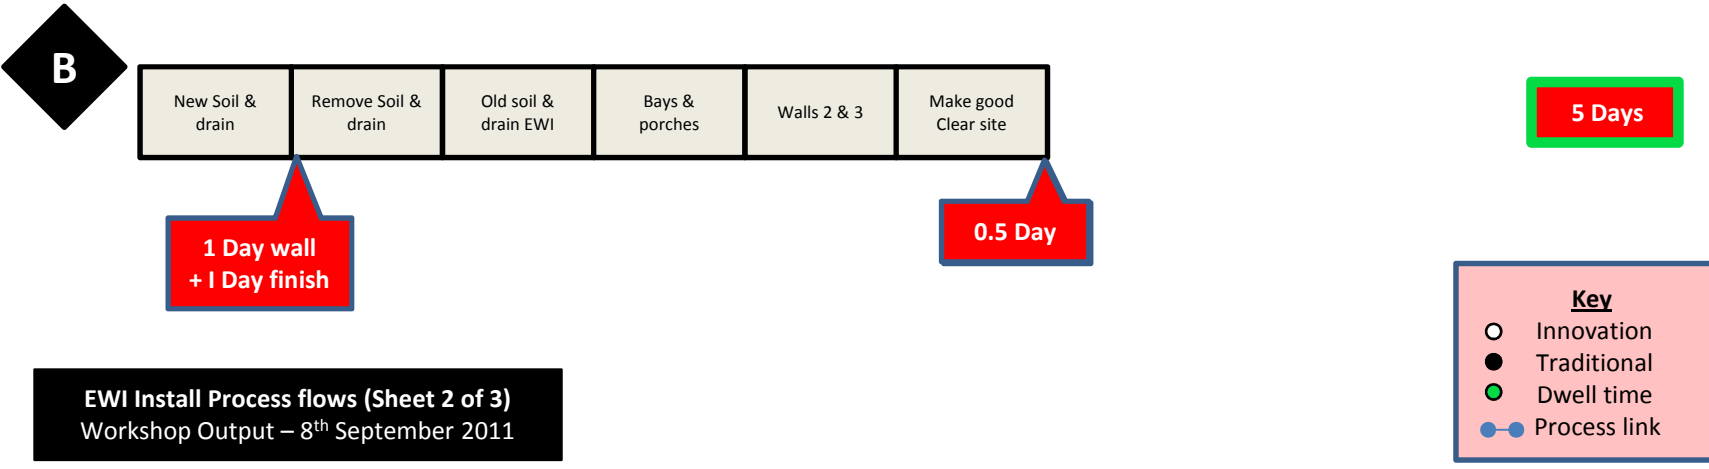 B
New Soil &
drain
Remove Soil &
drain
Old soil &
drain EWI
Bays &
porches
Walls 2 & 3
Make good
Clear site
5 Days
1 Day wall
+ I Day finish
0.5 Day
Key
Innovation
Traditional
Dwell time
Process link
EWI Install Process flows (Sheet 2 of 3)
Workshop Output – 8th September 2011